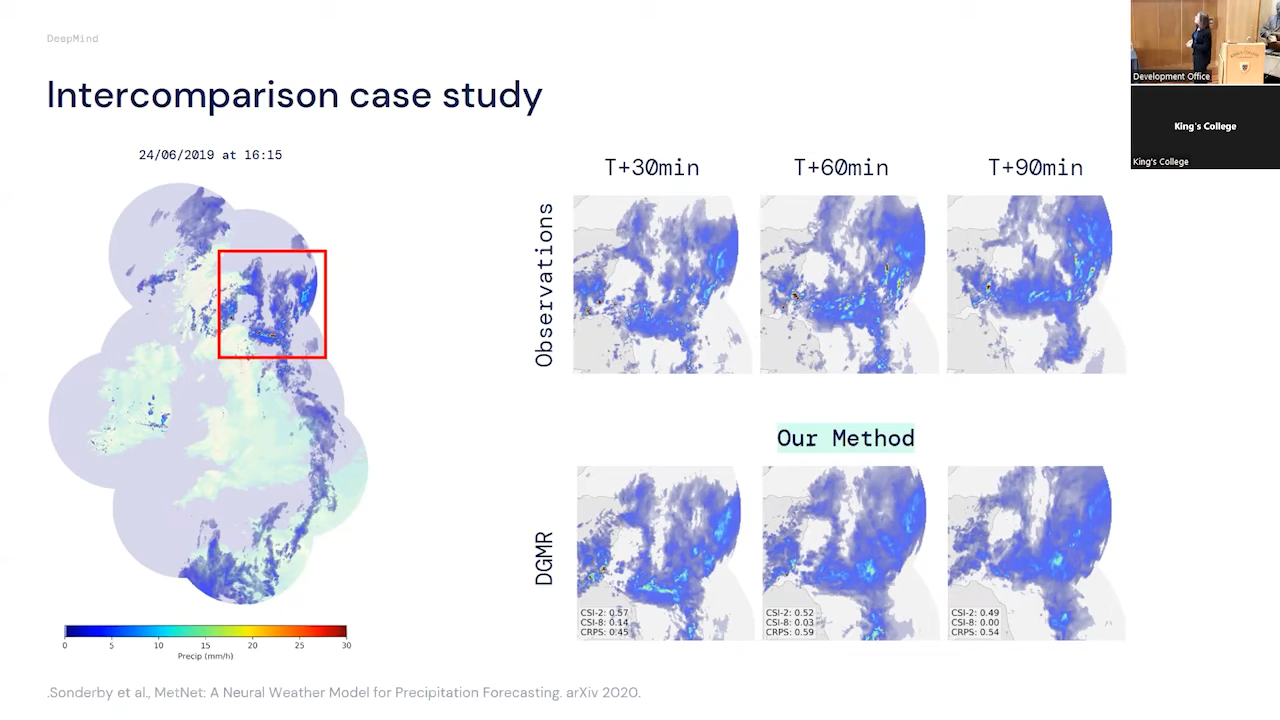 DeepMind
Intercomparison case study
24/06/2019 at 16:15
T+30min
T+60min
T+90min
Observations
Our Method
DGMR
CSI-2: 0.57
CSI-8: 0.14
CRPS: 0.45
CSI-2: 0.52
CSI-8: 0.03
CRPS: 0.59
CSI-2: 0.49
CSI-8: 0.00
CRPS: 0.54
0 5 10 15 20 25 30
Precip (mm/h)
.Sonderby et al., MetNet: A Neural Weather Model for Precipitation Forecasting. arXiv 2020.
Development Office
King's College
King's College